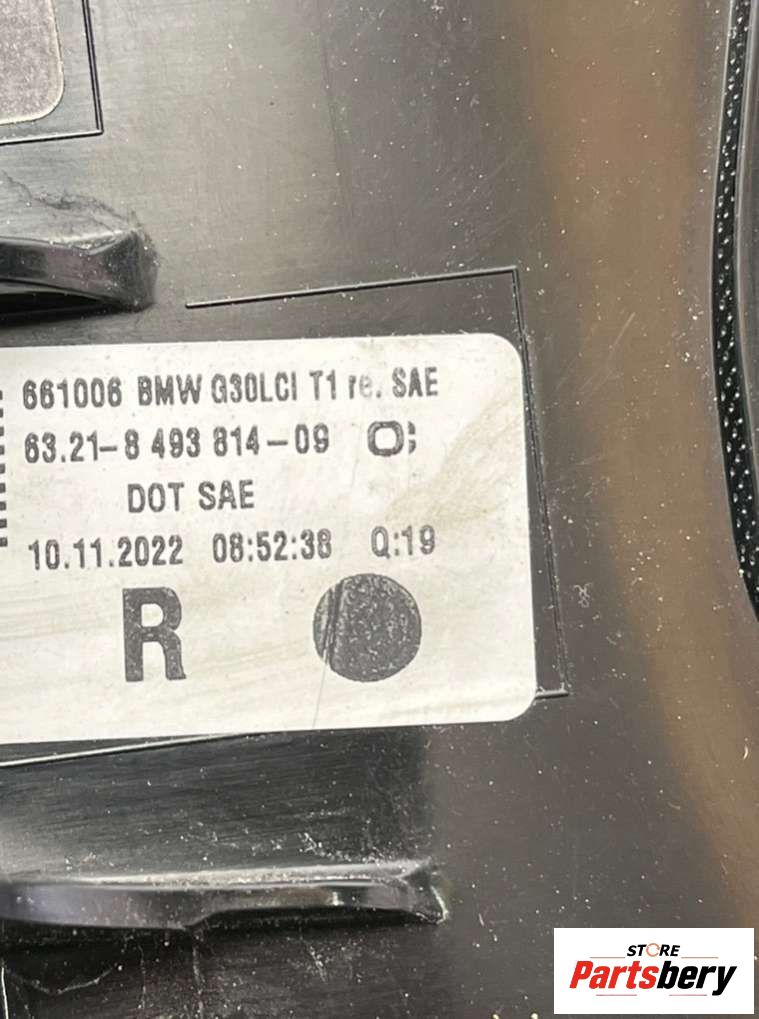 661006 BMW G30LCI T1 re. SAE
63.21-8 493 814-09
DOT SAE
10.11.2022 08:52:38 Q:19
R
STORE
Partsbery